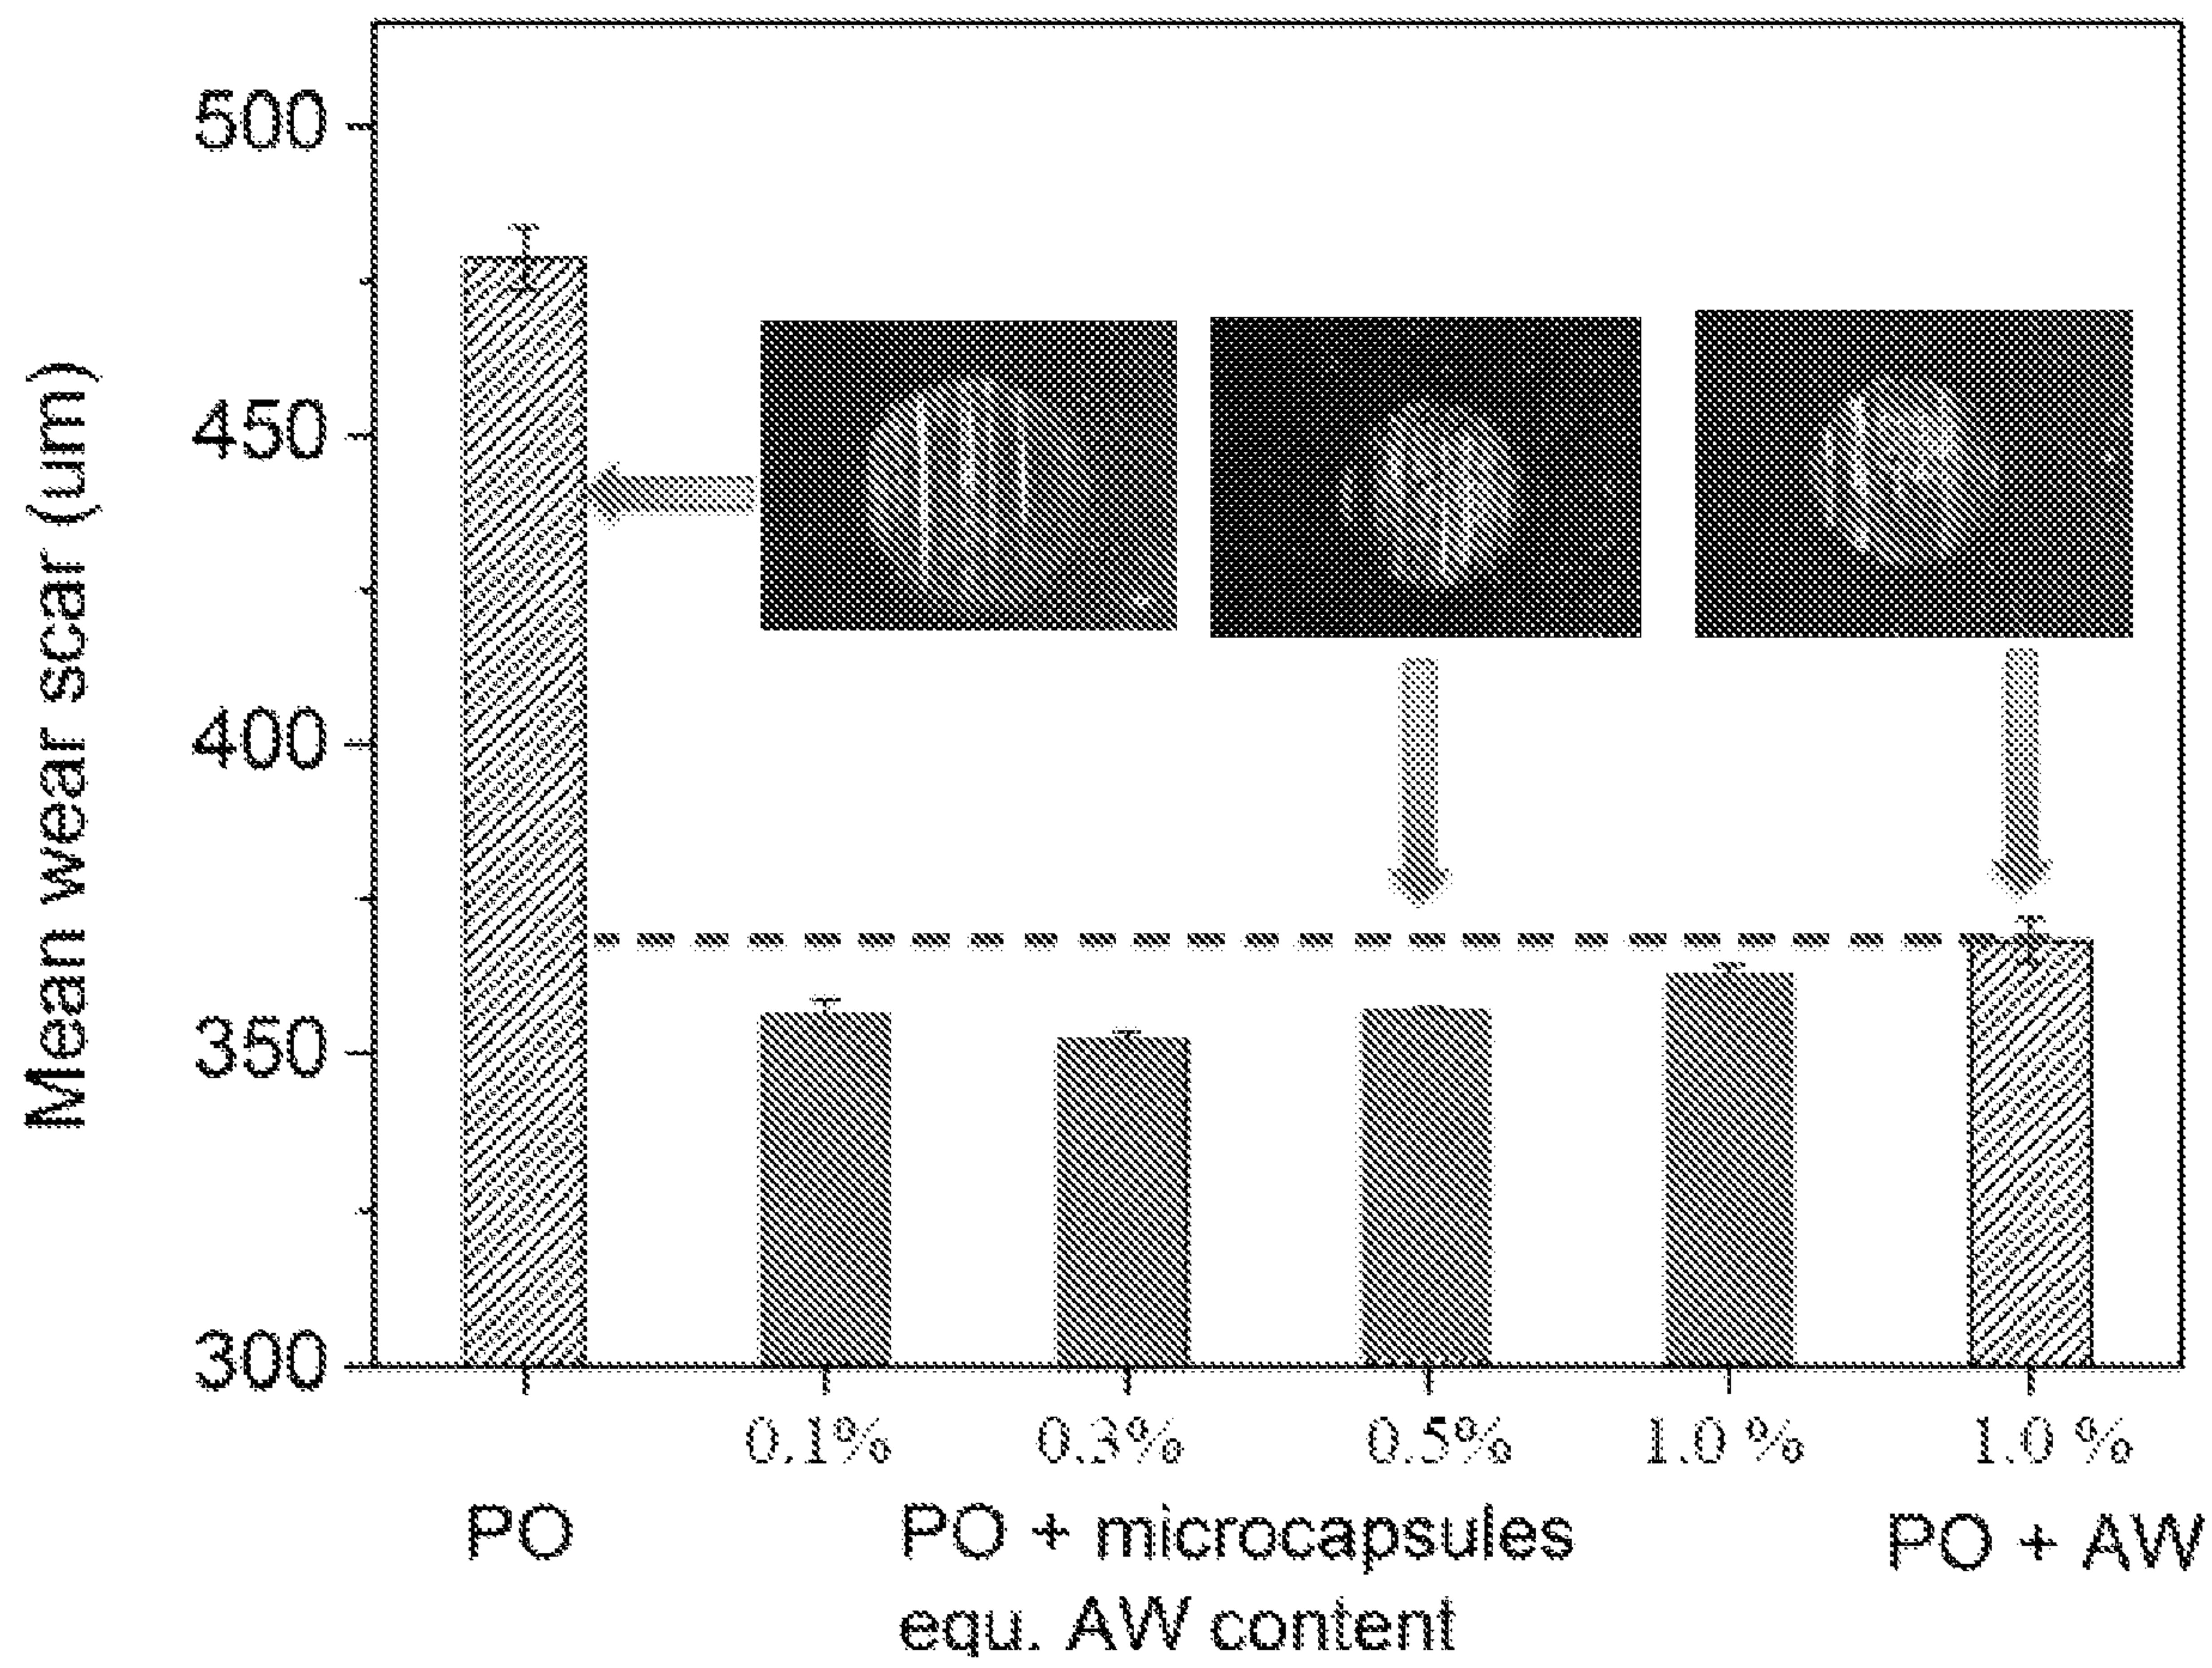 Mean wear scar (um)
500
450
400
350
300
0.1% 0.3% 0.5% 1.0 % 1.0 %
PO PO + microcapsules PO + AW
equ. AW content